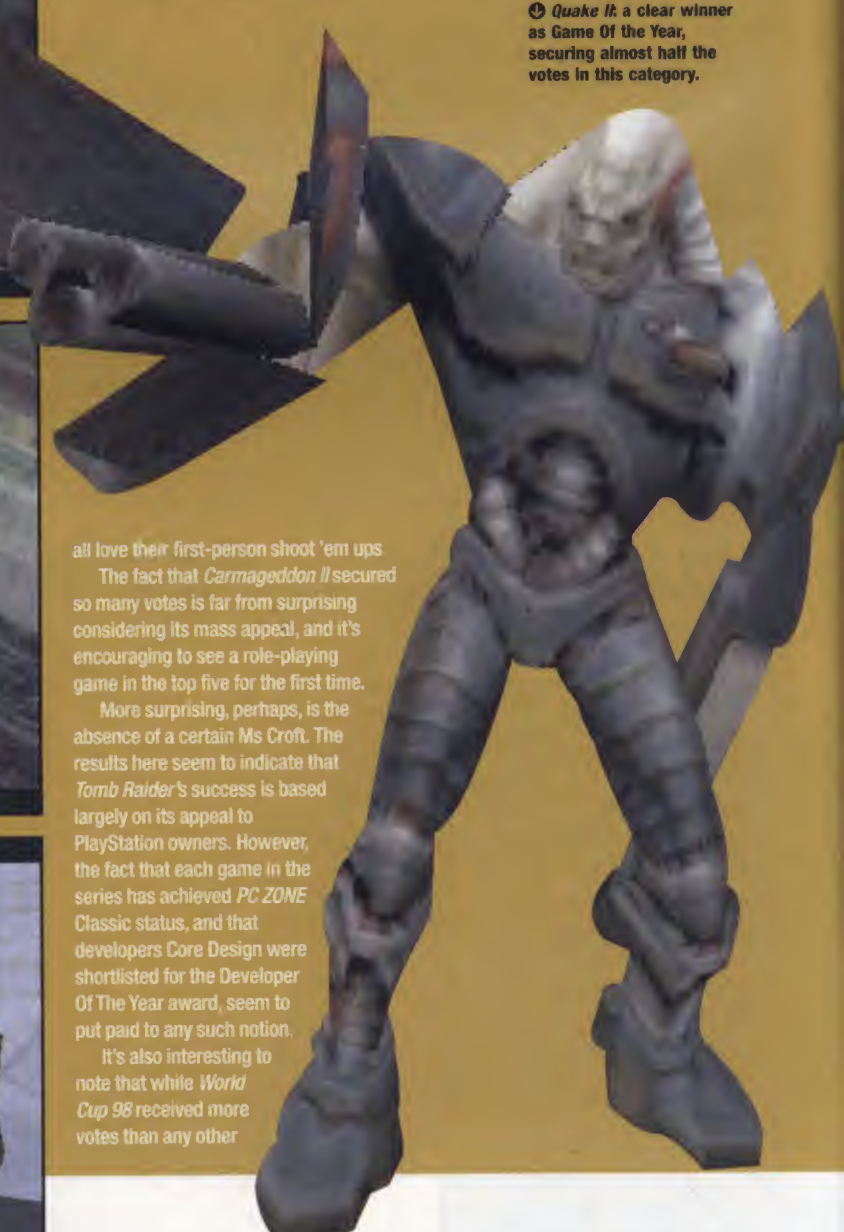 Quake II: a clear winner
as Game Of the Year,
securing almost half the
votes in this category.
all love their first-person shoot 'em ups
The fact that Carmageddon II secured
so many votes is far from surprising
considering its mass appeal, and it's
encouraging to see a role-playing
game in the top five for the first time.
More surprising, perhaps, is the
absence of a certain Ms Croft. The
results here seem to indicate that
Tomb Raider's success is based
largely on its appeal to
PlayStation owners. However,
the fact that each game in the
series has achieved PC ZONE
Classic status, and that
developers Core Design were
shortlisted for the Developer
Of The Year award, seem to
put paid to any such notion.
It's also interesting to
note that while World
Cup 98 received more
votes than any other